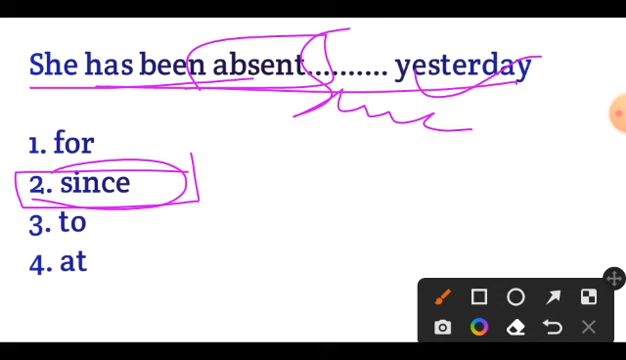 She has been absent.......... yesterday
since
1. for
2. since
3. to
4. at